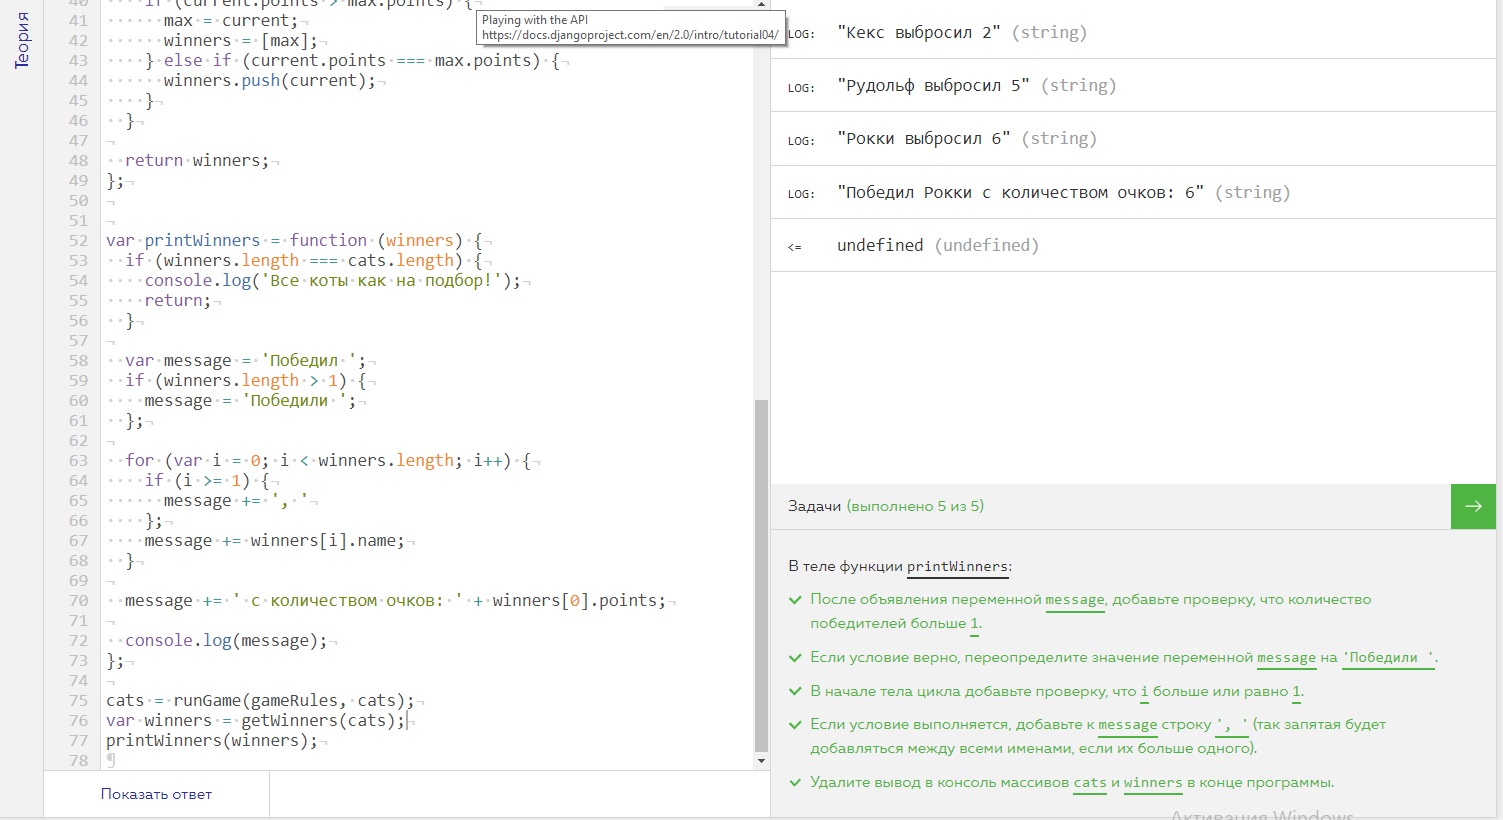 Теория
40 if (current.points > max.points) {
41 max = current;
42 winners = [max];
43 } else if (current.points === max.points) {
44 winners.push(current);
45 }
46 }
47
48 return winners;
49 };
50
51
52 var printWinners = function (winners) {
53 if (winners.length === cats.length) {
54 console.log('Все коты как на подбор!');
55 return;
56 }
57
58 var message = 'Победил ';
59 if (winners.length > 1) {
60 message = 'Победили ';
61 };
62
63 for (var i = 0; i < winners.length; i++) {
64 if (i >= 1) {
65 message += ', '
66 };
67 message += winners[i].name;
68 }
69
70 message += ' с количеством очков: ' + winners[0].points;
71
72 console.log(message);
73 };
74
75 cats = runGame(gameRules, cats);
76 var winners = getWinners(cats);
77 printWinners(winners);
78
Показать ответ
Playing with the API
https://docs.djangoproject.com/en/2.0/intro/tutorial04/
LOG: "Кекс выбросил 2" (string)
LOG: "Рудольф выбросил 5" (string)
LOG: "Рокки выбросил 6" (string)
LOG: "Победил Рокки с количеством очков: 6" (string)
<= undefined (undefined)
Задачи (выполнено 5 из 5)
В теле функции printWinners:
После объявления переменной message, добавьте проверку, что количество
победителей больше 1.
Если условие верно, переопределите значение переменной message на 'Победили '.
В начале тела цикла добавьте проверку, что i больше или равно 1.
Если условие выполняется, добавьте к message строку ', ' (так запятая будет
добавляться между всеми именами, если их больше одного).
Удалите вывод в консоль массивов cats и winners в конце программы.
Активация Windows